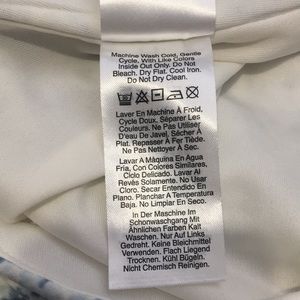 Machine Wash Cold, Gentle
Cycle, With Like Colors
Inside Out Only. Do Not
Bleach. Dry Flat. Cool Iron.
Do Not Dry Clean.
Laver En Machine À Froid,
Cycle Doux, Séparer Les
Couleurs. Ne Pas Utiliser
D'Eau De Javel, Sécher À
Plat. Repasser À Fer Tiède.
Ne Pas Nettoyer À Sec.
Lavar A Máquina En Agua
Fria, Con Colores Similares,
Ciclo Delicado. Lavar Al
Revés Solamente. No Usar
Cloro. Secar Entendido En
Plano. Planchar A Temperatura
Baja. No Limpiar En Seco.
In Der Maschine Im
Schonwaschgang Mit
Ähnlichen Farben Kalt
Waschen. Nur Auf Links
Gedreht. Keine Bleichmittel
Verwenden. Flach Liegend
Trocknen. Kühl Bügeln.
Nicht Chemisch Reinigen.